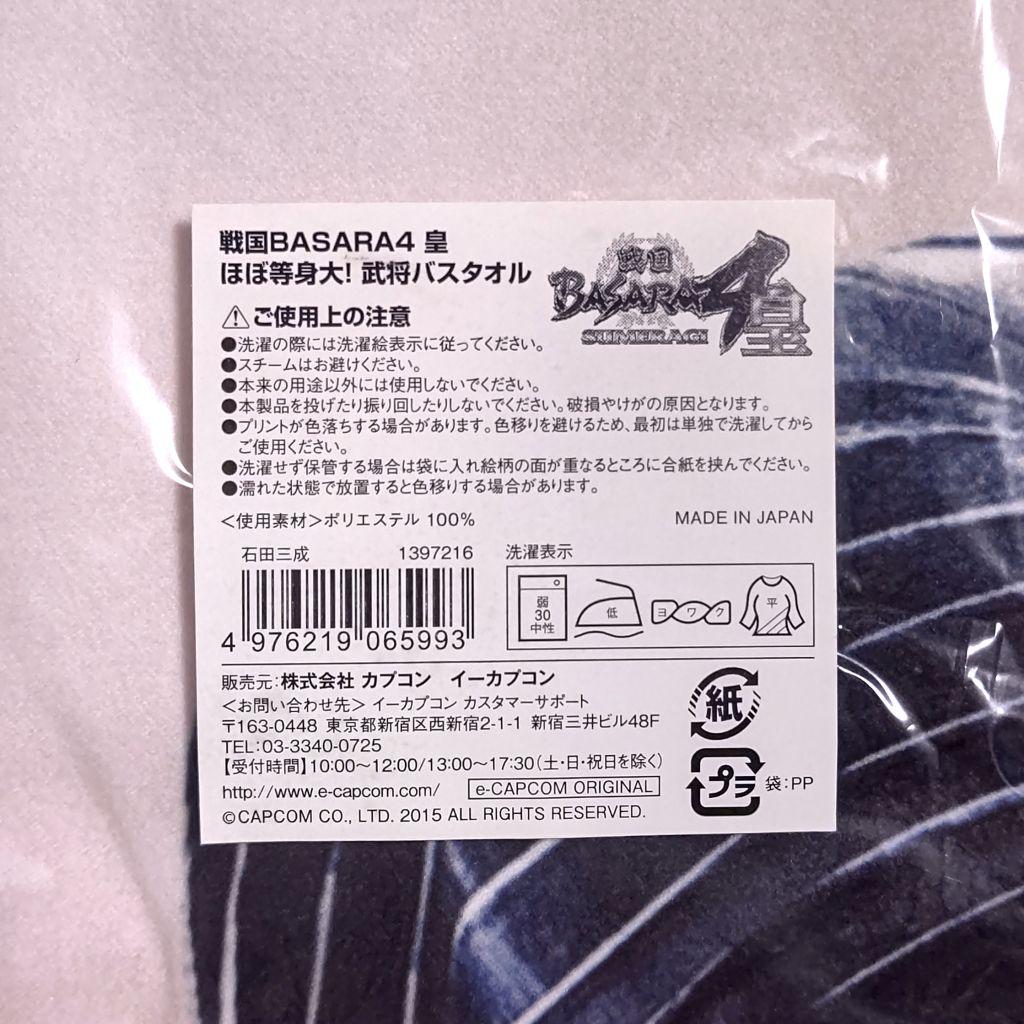 戦国BASARA4 皇
ほぼ等身大! 武将バスタオル
戦国
BASARA4
SUMERAGI
皇
⚠ご使用上の注意
●洗濯の際には洗濯絵表示に従ってください。
●スチームはお避けください。
●本来の用途以外には使用しないでください。
●本製品を投げたり振り回したりしないでください。破損やけがの原因となります。
●プリントが色落ちする場合があります。色移りを避けるため、最初は単独で洗濯してから
ご使用ください。
●洗濯せず保管する場合は袋に入れ絵柄の面が重なるところに合紙を挟んでください。
●濡れた状態で放置すると色移りする場合があります。
＜使用素材＞ポリエステル 100%
MADE IN JAPAN
石田三成 1397216
4 976219 065993
洗濯表示
弱
30
中性
低
ヨワク
平
販売元:株式会社 カプコン イーカプコン
＜お問い合わせ先＞ イーカプコン カスタマーサポート
〒163-0448 東京都新宿区西新宿2-1-1 新宿三井ビル48F
TEL:03-3340-0725
【受付時間】10:00～12:00/13:00～17:30(土・日・祝日を除く)
http://www.e-capcom.com/ e-CAPCOM ORIGINAL
©CAPCOM CO., LTD. 2015 ALL RIGHTS RESERVED.
紙
プラ
袋:PP